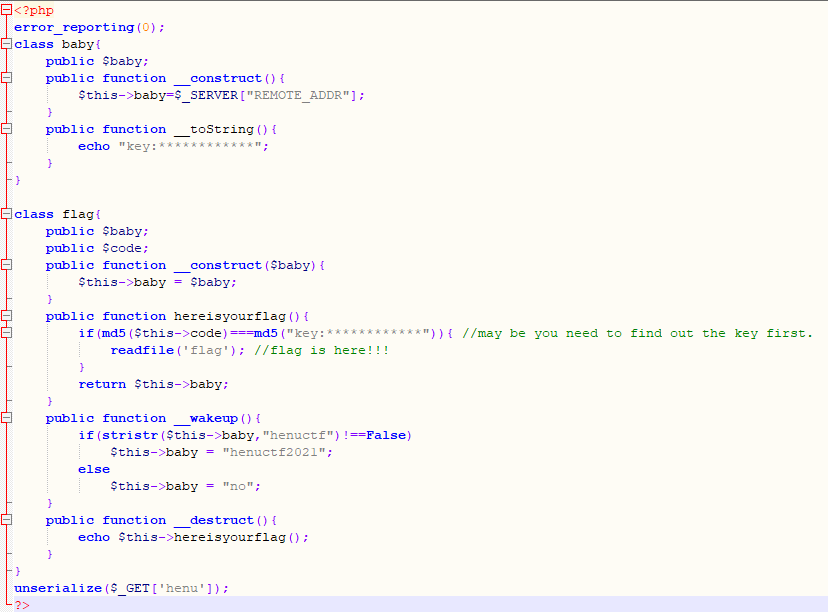 <?php
error_reporting(0);
class baby{
    public $baby;
    public function __construct(){
        $this->baby=$_SERVER["REMOTE_ADDR"];
    }
    public function __toString(){
        echo "key:************";
    }
}

class flag{
    public $baby;
    public $code;
    public function __construct($baby){
        $this->baby = $baby;
    }
    public function hereisyourflag(){
        if(md5($this->code)===md5("key:************")){ //may be you need to find out the key first.
            readfile('flag'); //flag is here!!!
        }
        return $this->baby;
    }
    public function __wakeup(){
        if(stristr($this->baby,"henuctf")!==False)
            $this->baby = "henuctf2021";
        else
            $this->baby = "no";
    }
    public function __destruct(){
        echo $this->hereisyourflag();
    }
}
unserialize($_GET['henu']);
?>